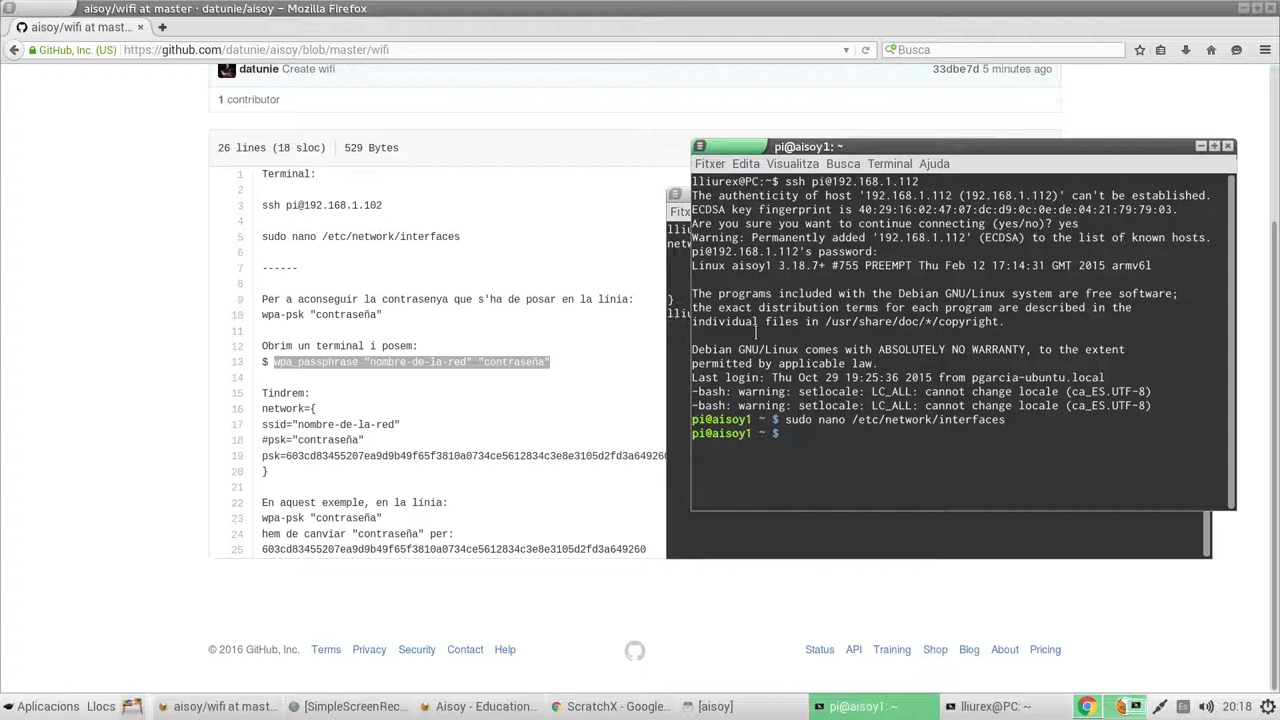 aisoy/wifi at master · datunie/aisoy – Mozilla Firefox
aisoy/wifi at mast...
GitHub, Inc. (US)
https://github.com/datunie/aisoy/blob/master/wifi
Busca
datunie Create wifi
33dbe7d 5 minutes ago
1 contributor
26 lines (18 sloc)
529 Bytes
1 Terminal:
2
3 ssh pi@192.168.1.102
4
5 sudo nano /etc/network/interfaces
6
7 ------
8
9 Per a aconseguir la contrasenya que s'ha de posar en la línia:
10 wpa-psk "contraseña"
11
12 Obrim un terminal i posem:
13 $ wpa_passphrase "nombre-de-la-red" "contraseña"
14
15 Tindrem:
16 network={
17 ssid="nombre-de-la-red"
18 #psk="contraseña"
19 psk=603cd83455207ea9d9b49f65f3810a0734ce5612834c3e8e3105d2fd3a649260
20 }
21
22 En aquest exemple, en la línia:
23 wpa-psk "contraseña"
24 hem de canviar "contraseña" per:
25 603cd83455207ea9d9b49f65f3810a0734ce5612834c3e8e3105d2fd3a649260
Fitx
lliu
netw
}
lliu
pi@aisoy1: ~
Fitxer Edita Visualitza Busca Terminal Ajuda
lliurex@PC:~$ ssh pi@192.168.1.112
The authenticity of host '192.168.1.112 (192.168.1.112)' can't be established.
ECDSA key fingerprint is 40:29:16:02:47:07:dc:d9:0c:0e:de:04:21:79:79:03.
Are you sure you want to continue connecting (yes/no)? yes
Warning: Permanently added '192.168.1.112' (ECDSA) to the list of known hosts.
pi@192.168.1.112's password:
Linux aisoy1 3.18.7+ #755 PREEMPT Thu Feb 12 17:14:31 GMT 2015 armv6l
The programs included with the Debian GNU/Linux system are free software;
the exact distribution terms for each program are described in the
individual files in /usr/share/doc/*/copyright.
Debian GNU/Linux comes with ABSOLUTELY NO WARRANTY, to the extent
permitted by applicable law.
Last login: Thu Oct 29 19:25:36 2015 from pgarcia-ubuntu.local
-bash: warning: setlocale: LC_ALL: cannot change locale (ca_ES.UTF-8)
-bash: warning: setlocale: LC_ALL: cannot change locale (ca_ES.UTF-8)
pi@aisoy1 ~ $ sudo nano /etc/network/interfaces
pi@aisoy1 ~ $
© 2016 GitHub, Inc. Terms Privacy Security Contact Help
Status API Training Shop Blog About Pricing
Aplicacions Llocs aisoy/wifi at mast... [SimpleScreenRec... Aisoy - Education... ScratchX - Google... [aisoy] pi@aisoy1: ~ lliurex@PC: ~ Es 20:18